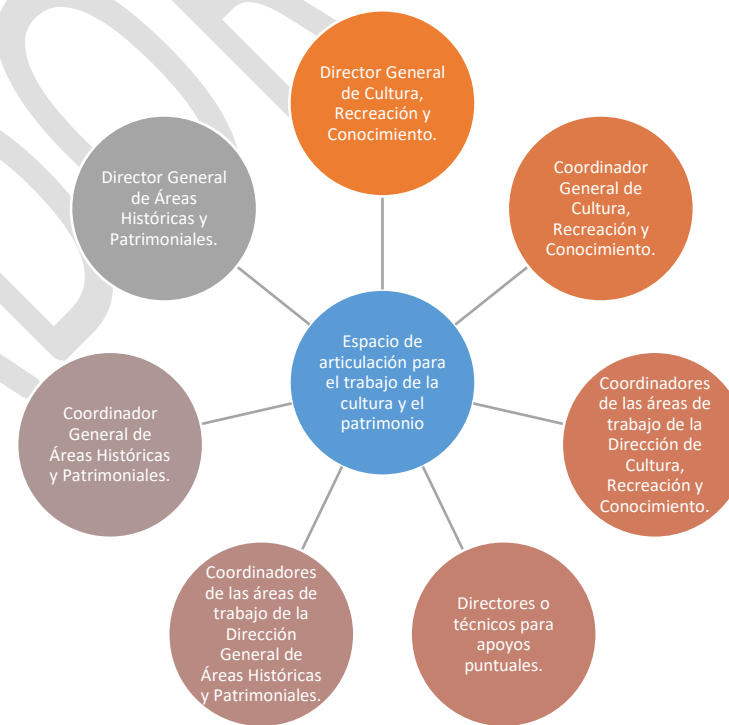 Director General
de Cultura,
Recreación y
Conocimiento.
Coordinador
General de
Cultura,
Recreación y
Conocimiento.
Coordinadores
de las áreas de
trabajo de la
Dirección de
Cultura,
Recreación y
Conocimiento.
Directores o
técnicos para
apoyos
puntuales.
Coordinadores
de las áreas de
trabajo de la
Dirección
General de
Áreas Históricas
y Patrimoniales.
Coordinador
General de
Áreas Históricas
y Patrimoniales.
Director General
de Áreas
Históricas y
Patrimoniales.
Espacio de
articulación para
el trabajo de la
cultura y el
patrimonio